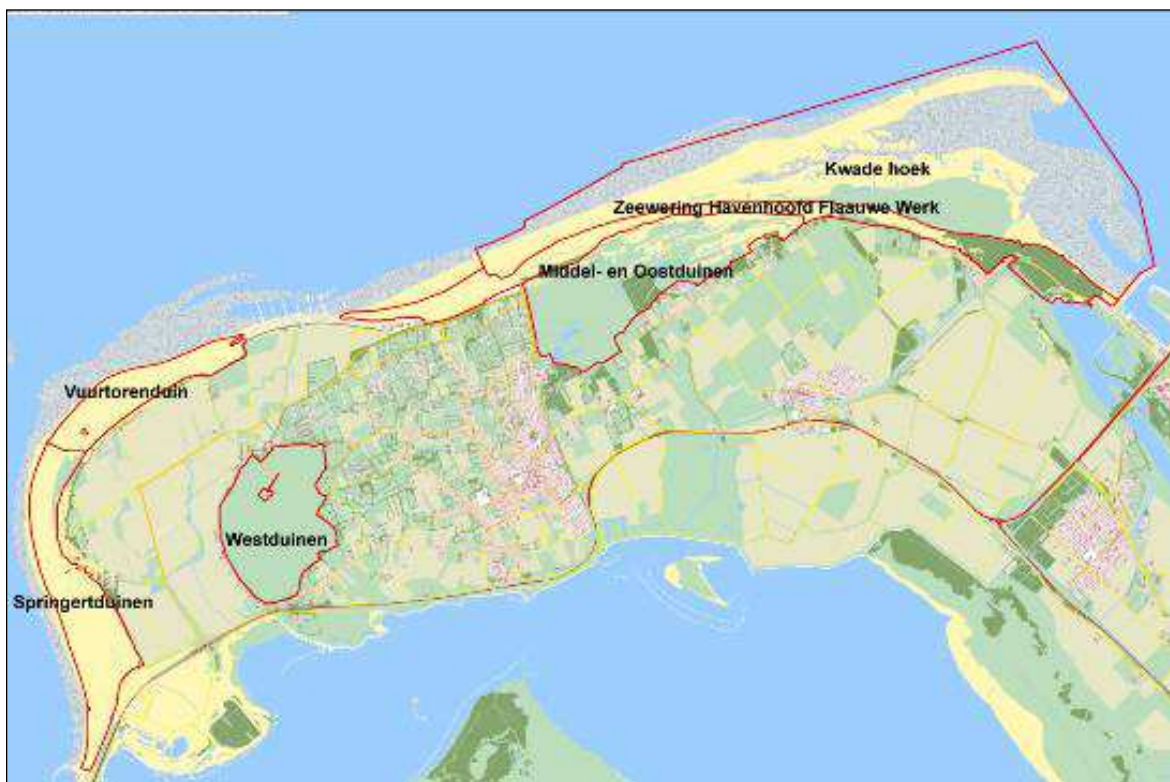 Kwade hoek
Zeewering Havenhoofd Flaauwe Werk
Middel- en Oostduinen
Vuurtorenduin
Westduinen
Springertduinen